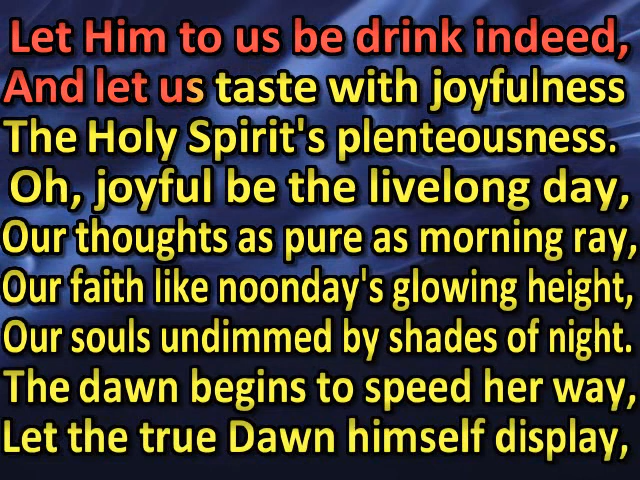 Let Him to us be drink indeed,
And let us taste with joyfulness
The Holy Spirit's plenteousness.
Oh, joyful be the livelong day,
Our thoughts as pure as morning ray,
Our faith like noonday's glowing height,
Our souls undimmed by shades of night.
The dawn begins to speed her way,
Let the true Dawn himself display,